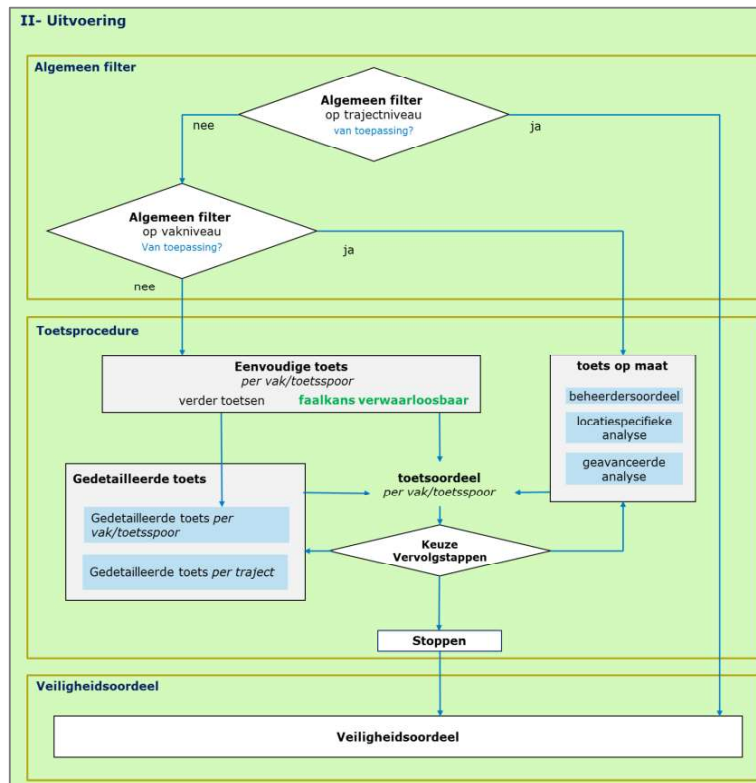 II- Uitvoering
Algemeen filter
Algemeen filter
op trajectniveau
van toepassing?
nee
ja
Algemeen filter
op vakniveau
Van toepassing?
ja
nee
Toetsprocedure
Eenvoudige toets
per vak/toetsspoor
verder toetsen
faalkans verwaarloosbaar
toets op maat
beheerdersoordeel
locatiespecifieke
analyse
geavanceerde
analyse
Gedetailleerde toets
Gedetailleerde toets per
vak/toetsspoor
Gedetailleerde toets per traject
toetsoordeel
per vak/toetsspoor
Keuze
Vervolgstappen
Stoppen
Veiligheidsoordeel
Veiligheidsoordeel